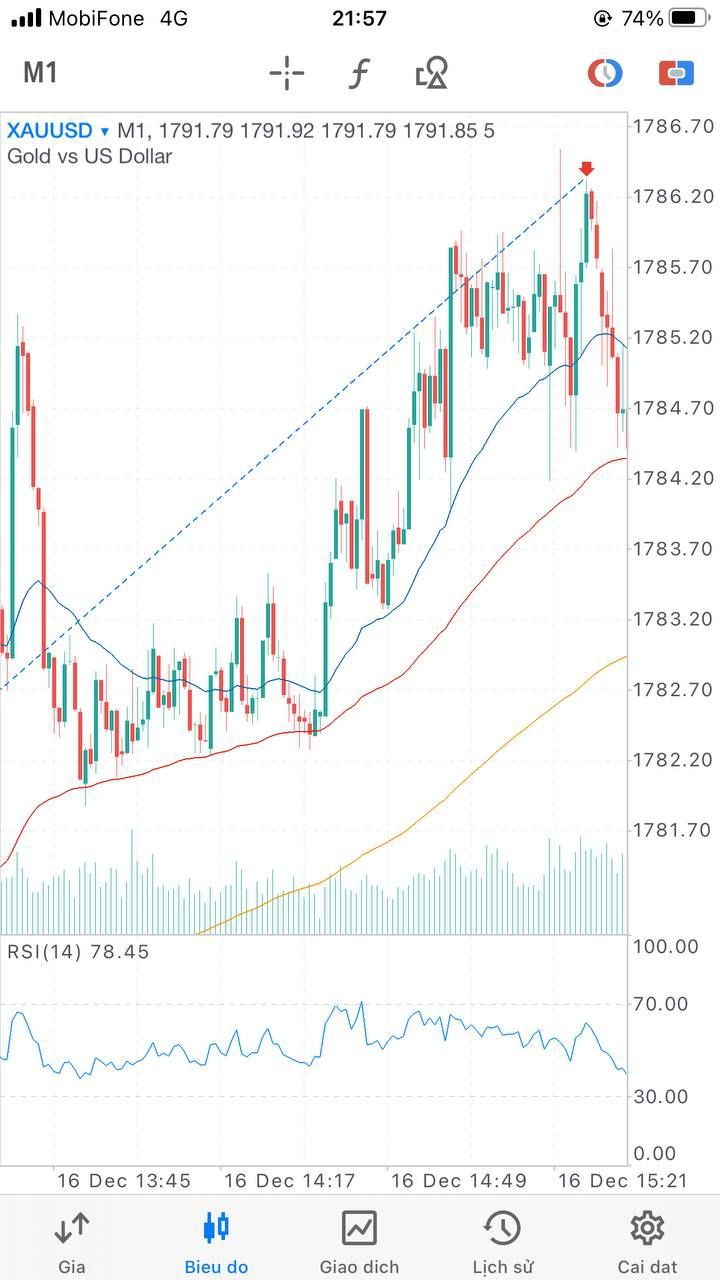 MobiFone 4G 21:57 74%
M1
XAUUSD M1, 1791.79 1791.92 1791.79 1791.85 5
Gold vs US Dollar
1786.70
1786.20
1785.70
1785.20
1784.70
1784.20
1783.70
1783.20
1782.70
1782.20
1781.70
RSI(14) 78.45
100.00
70.00
30.00
0.00
16 Dec 13:45 16 Dec 14:17 16 Dec 14:49 16 Dec 15:21
Gia Bieu do Giao dich Lịch sử Cai dat